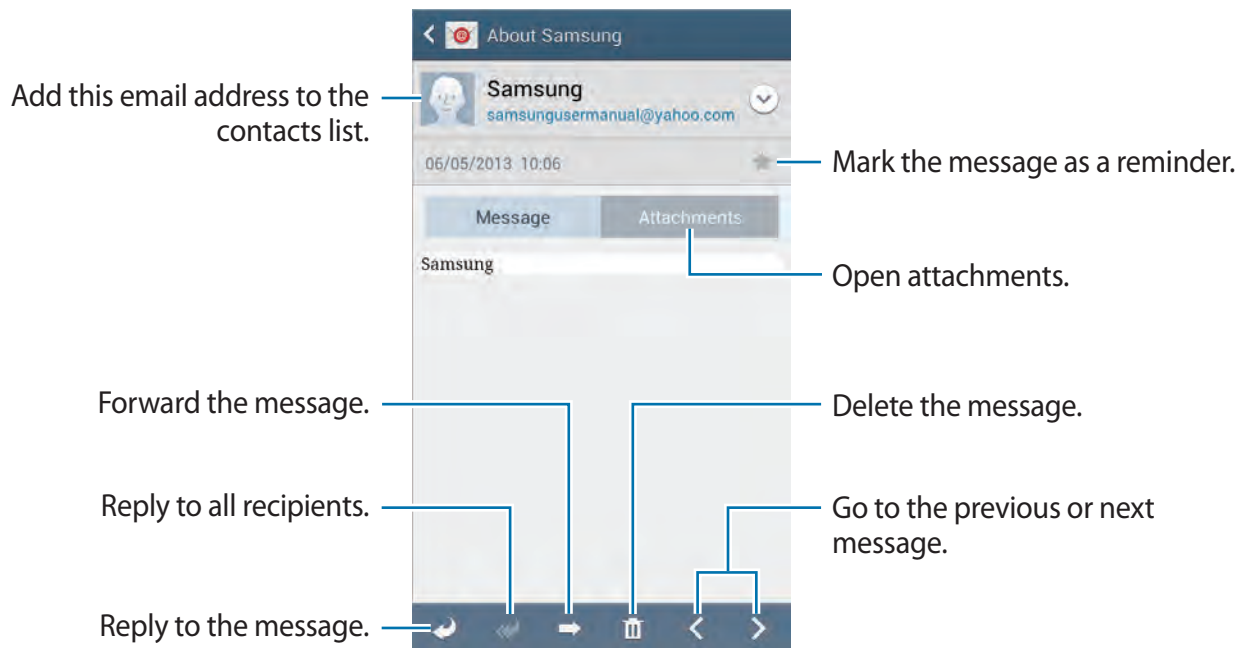 About Samsung
Add this email address to the
contacts list.
Samsung
samsungusermanual@yahoo.com
06/05/2013 10:06
Mark the message as a reminder.
Message
Attachments
Samsung
Open attachments.
Forward the message.
Delete the message.
Reply to all recipients.
Go to the previous or next
message.
Reply to the message.